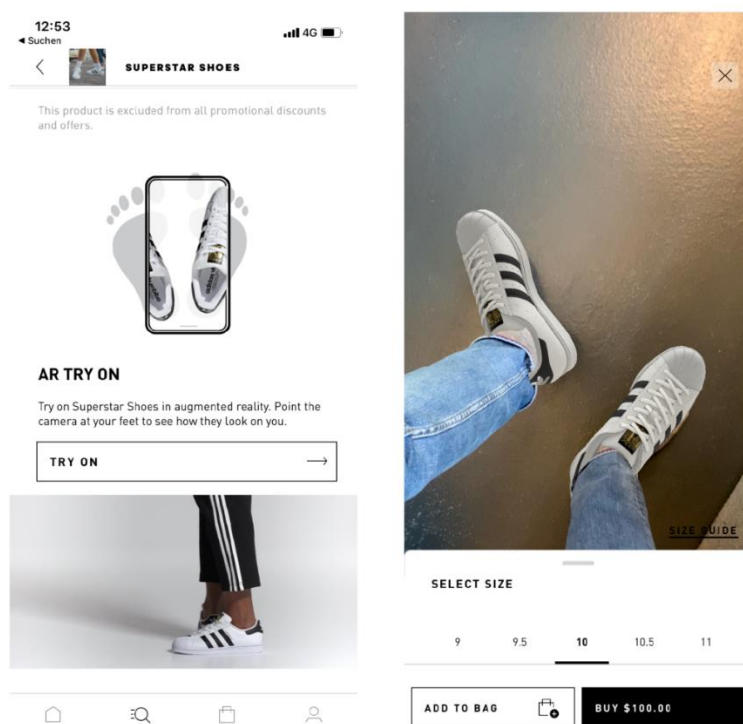 12:53
4G
◀ Suchen
SUPERSTAR SHOES
This product is excluded from all promotional discounts
and offers.
AR TRY ON
Try on Superstar Shoes in augmented reality. Point the
camera at your feet to see how they look on you.
TRY ON
SIZE GUIDE
SELECT SIZE
9 9.5 10 10.5 11
ADD TO BAG
BUY $100.00